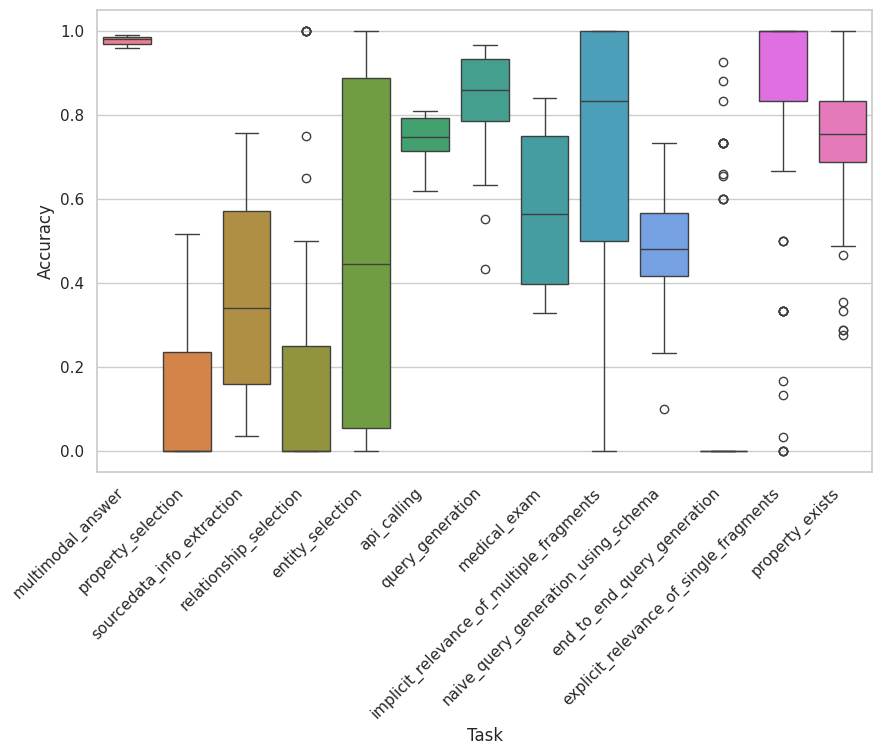 1.0
0.8
0.6
0.4
0.2
0.0
Accuracy
multimodal_answer
property_selection
sourcedata_info_extraction
relationship_selection
entity_selection
api_calling
query_generation
medical_exam
implicit_relevance_of_multiple_fragments
naive_query_generation_using_schema
end_to_end_query_generation
explicit_relevance_of_single_fragments
property_exists
Task